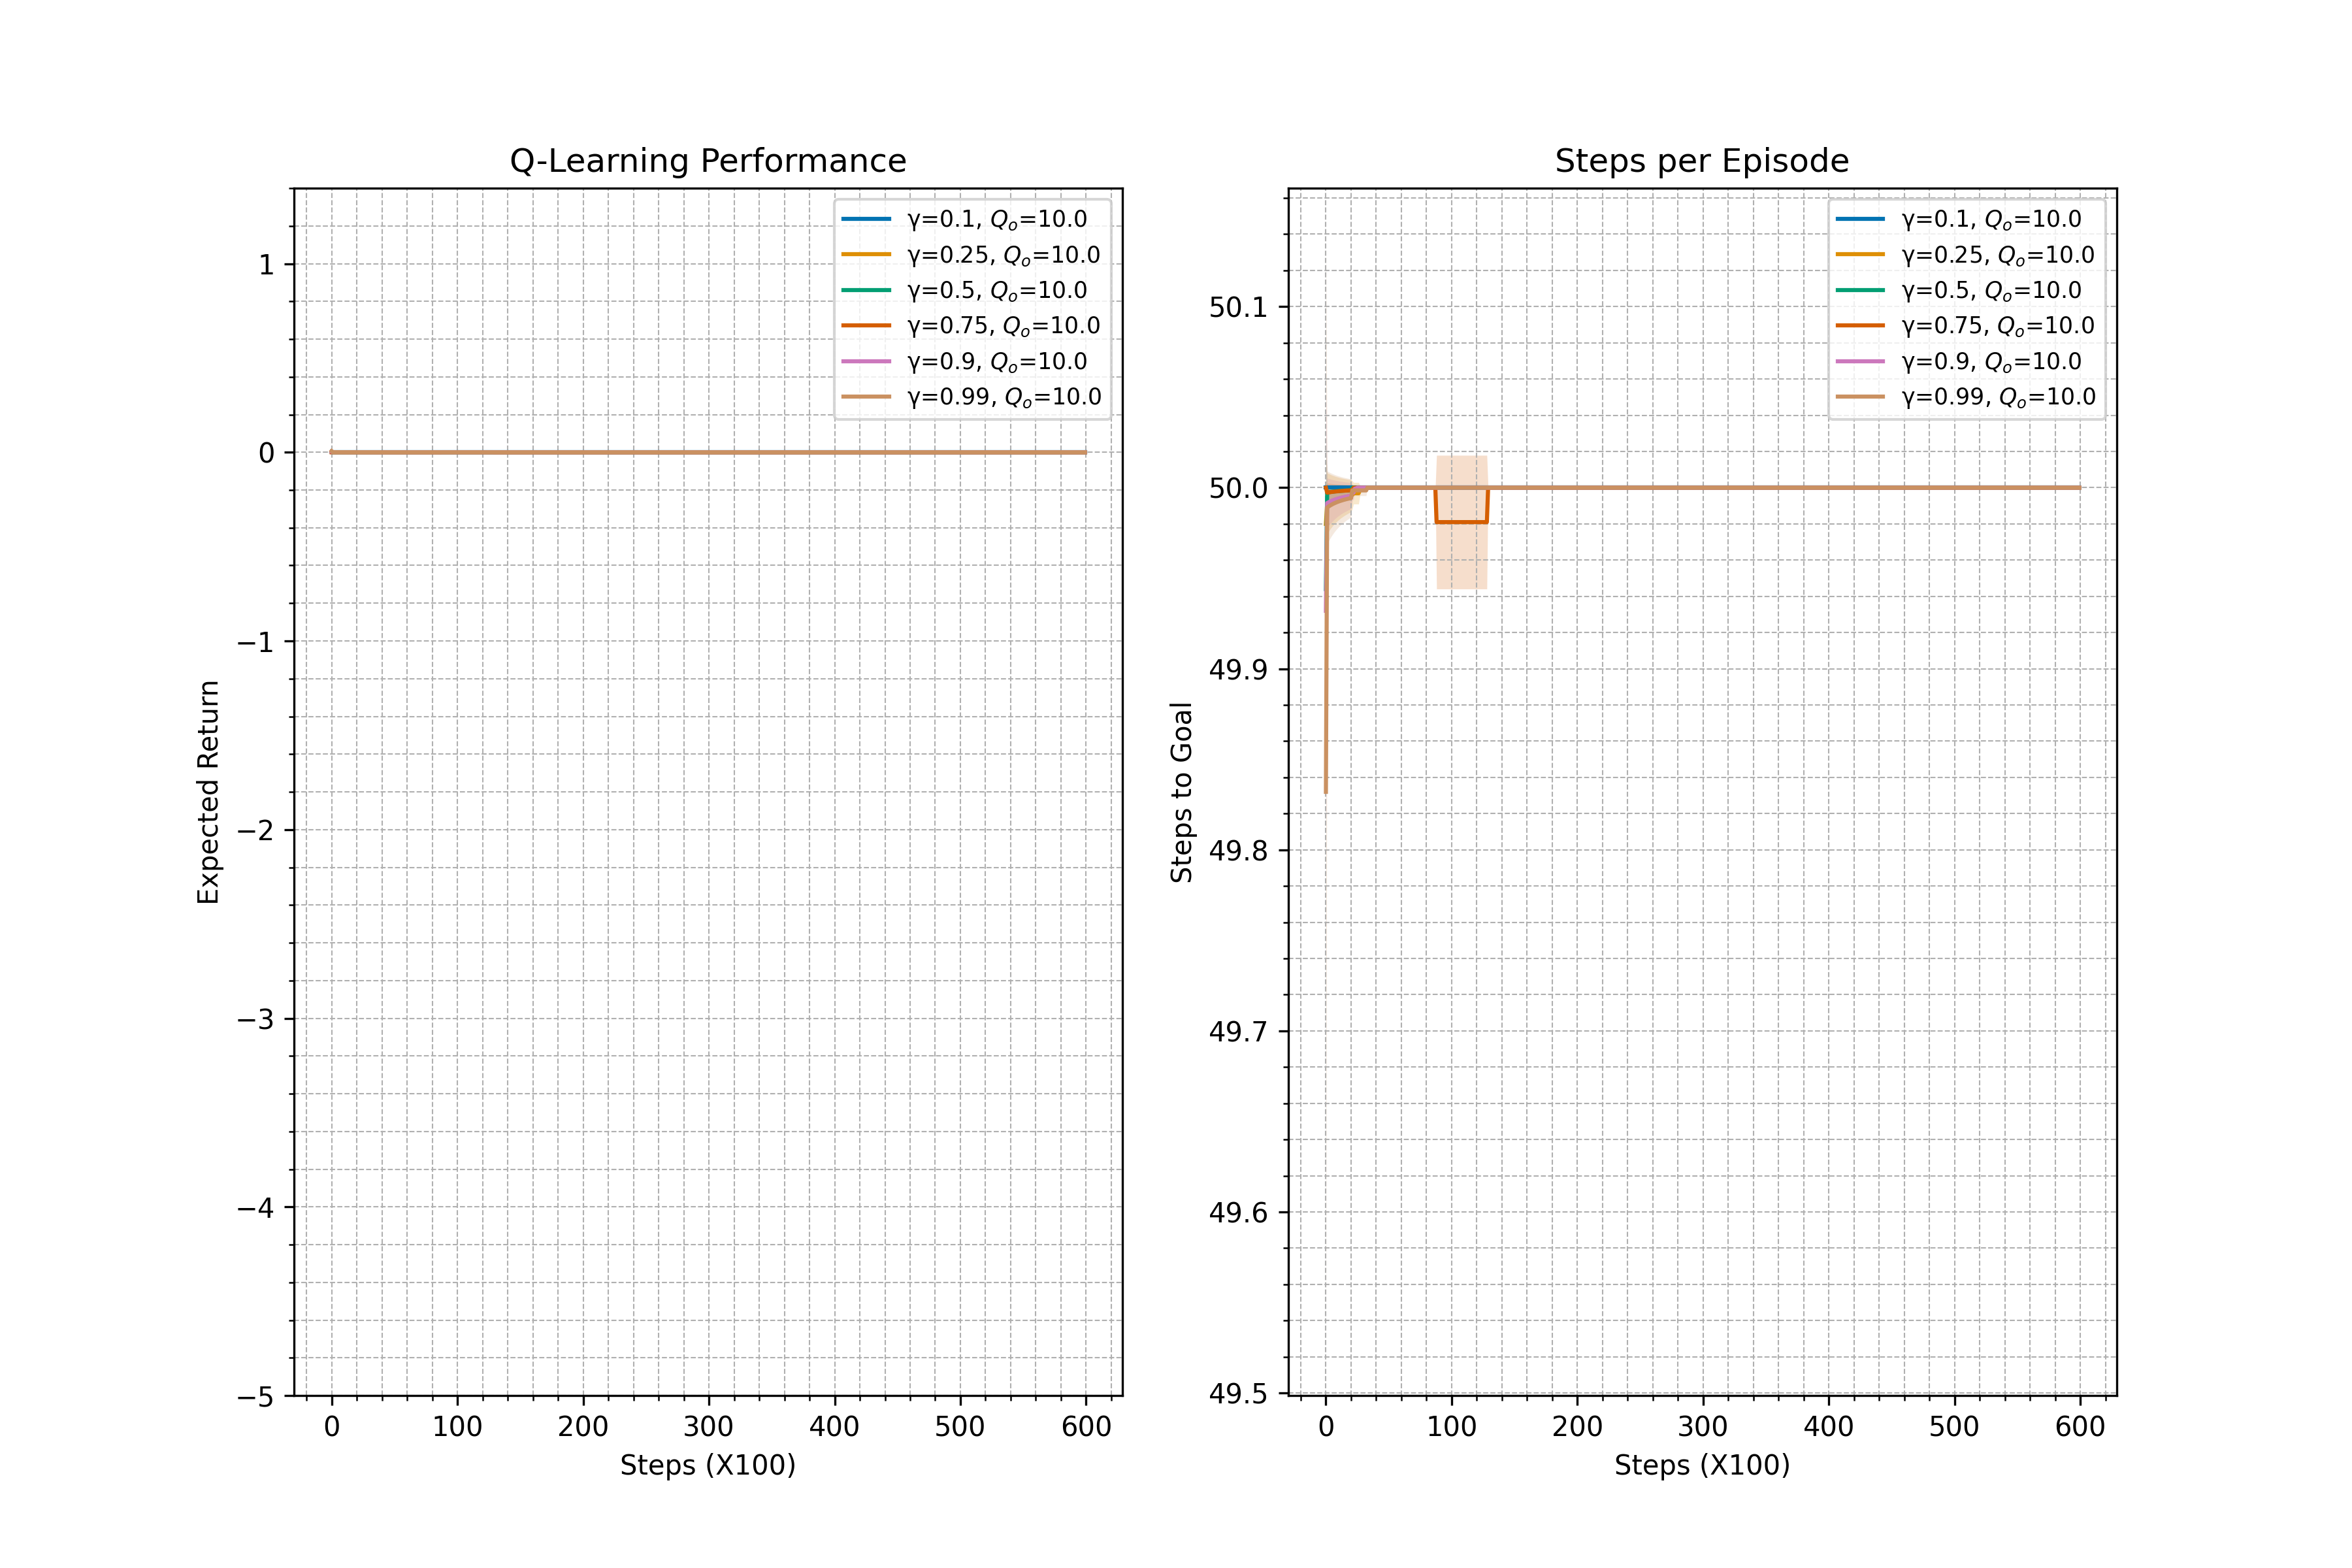 Q-Learning Performance
Expected Return
1
0
−1
−2
−3
−4
−5
γ=0.1, Qo=10.0
γ=0.25, Qo=10.0
γ=0.5, Qo=10.0
γ=0.75, Qo=10.0
γ=0.9, Qo=10.0
γ=0.99, Qo=10.0
0 100 200 300 400 500 600
Steps (X100)
Steps per Episode
Steps to Goal
50.1
50.0
49.9
49.8
49.7
49.6
49.5
γ=0.1, Qo=10.0
γ=0.25, Qo=10.0
γ=0.5, Qo=10.0
γ=0.75, Qo=10.0
γ=0.9, Qo=10.0
γ=0.99, Qo=10.0
0 100 200 300 400 500 600
Steps (X100)